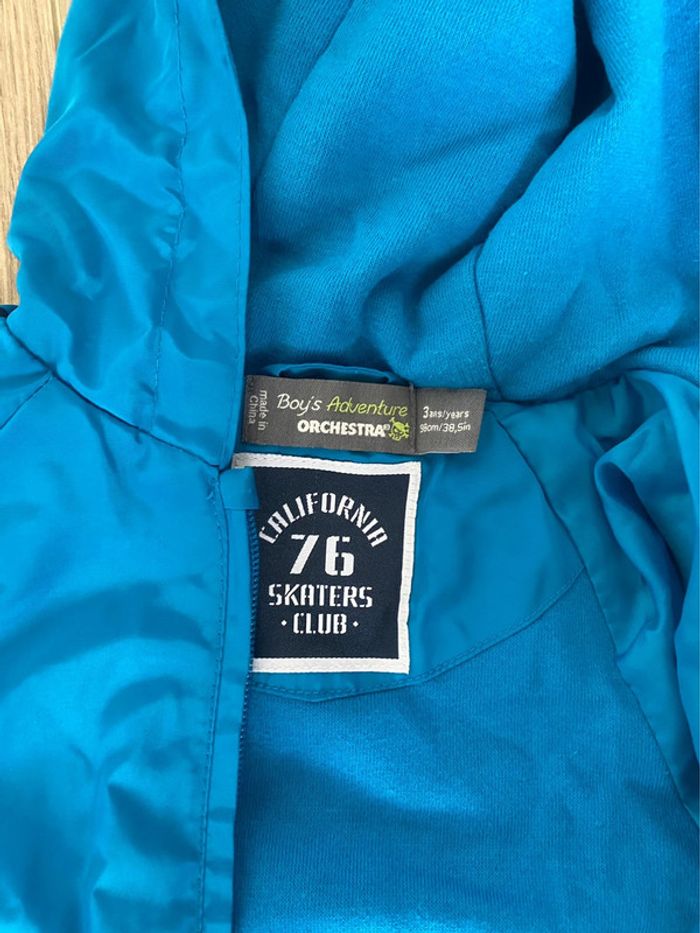 made in
China
Boy's Adventure
ORCHESTRA
3 ans/years
98cm/38,5in
CALIFORNIA
76
SKATERS
• CLUB •